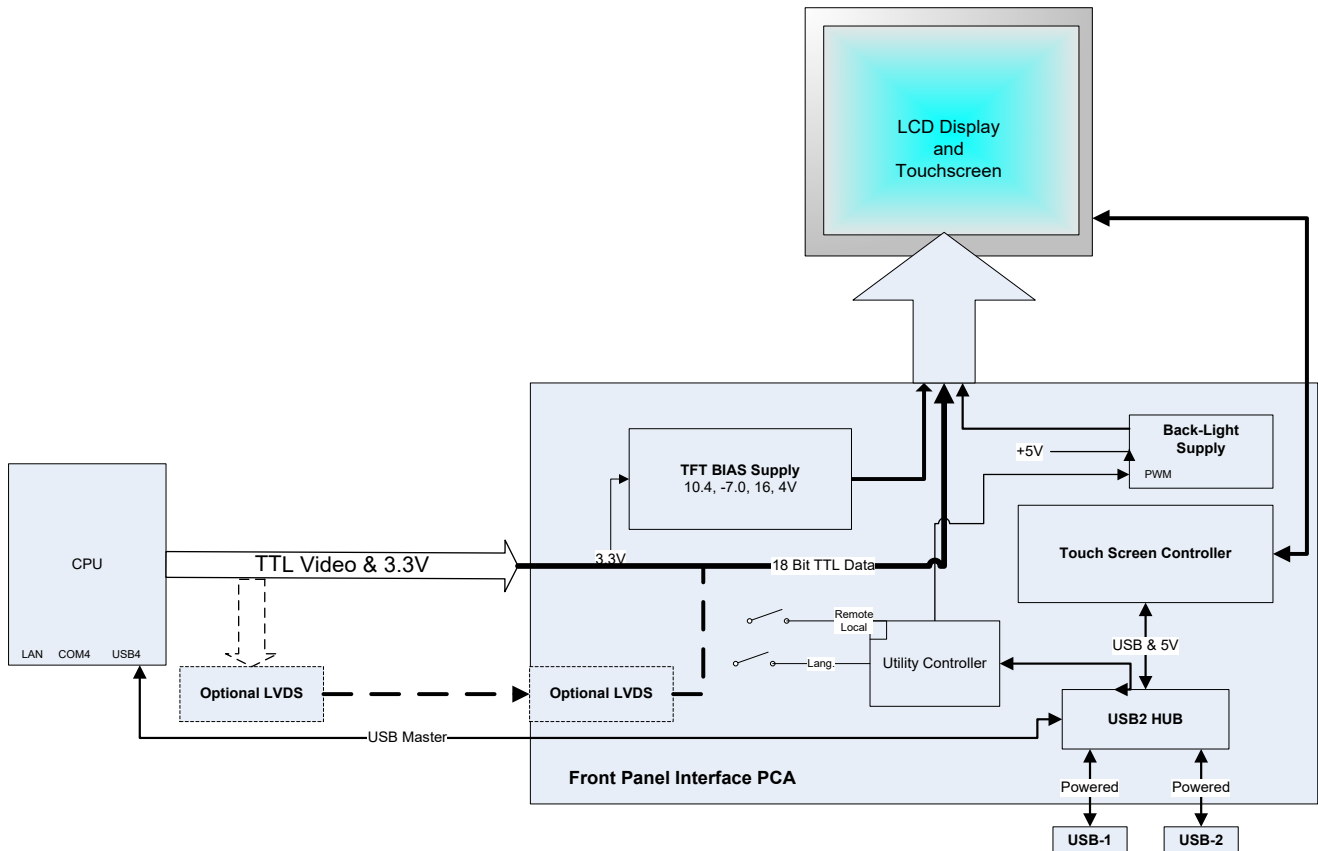 LCD Display
and
Touchscreen
Back-Light
Supply
+5V
PWM
TFT BIAS Supply
10.4, -7.0, 16, 4V
CPU
TTL Video & 3.3V
3.3V
18 Bit TTL Data
Touch Screen Controller
Remote
Local
Lang.
Utility Controller
USB & 5V
LAN COM4 USB4
Optional LVDS
Optional LVDS
USB2 HUB
USB Master
Front Panel Interface PCA
Powered
Powered
USB-1
USB-2